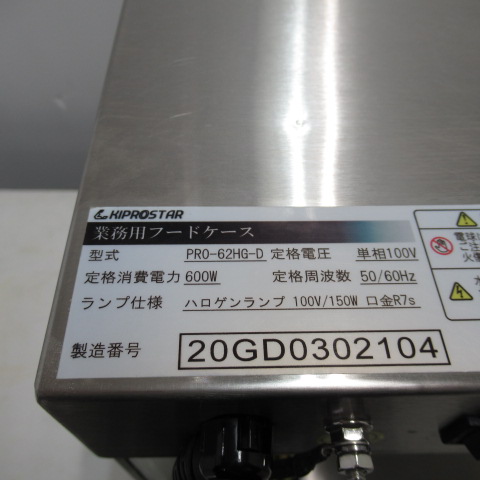 KIPROSTAR
業務用フードケース
型式 PRO-62HG-D 定格電圧 単相100V
定格消費電力 600W 定格周波数 50/60Hz
ランプ仕様 ハロゲンランプ 100V/150W 口金R7s
製造番号 20GD0302104